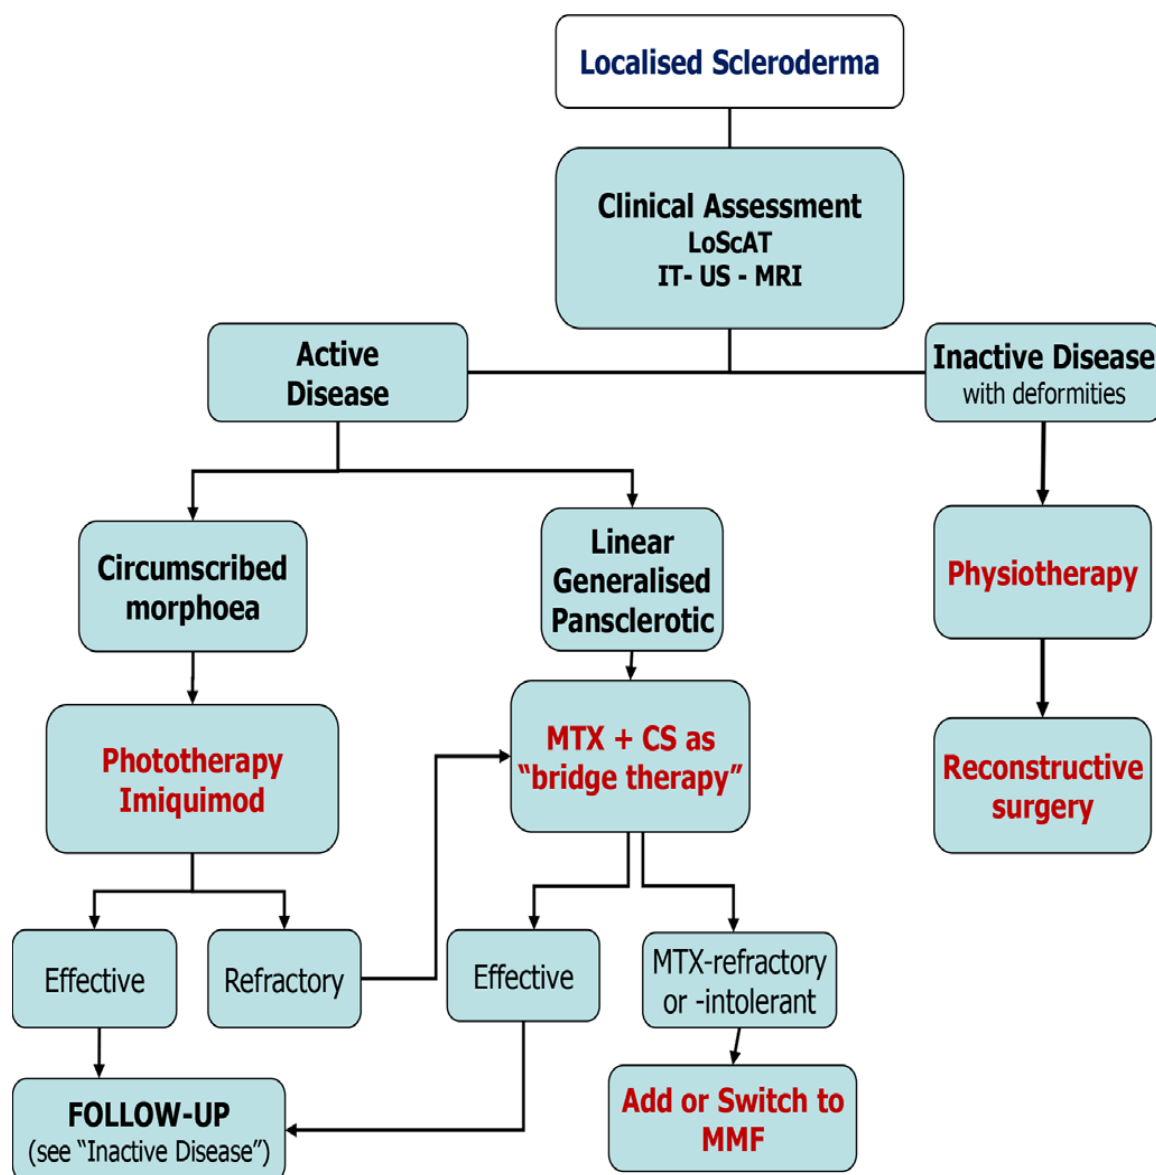 Localised Scleroderma
Clinical Assessment
LoScAT
IT- US - MRI
Active
Disease
Inactive Disease
with deformities
Circumscribed
morphoea
Linear
Generalised
Pansclerotic
Physiotherapy
Phototherapy
Imiquimod
MTX + CS as
“bridge therapy”
Reconstructive
surgery
Effective
Refractory
Effective
MTX-refractory
or -intolerant
FOLLOW-UP
(see “Inactive Disease”)
Add or Switch to
MMF